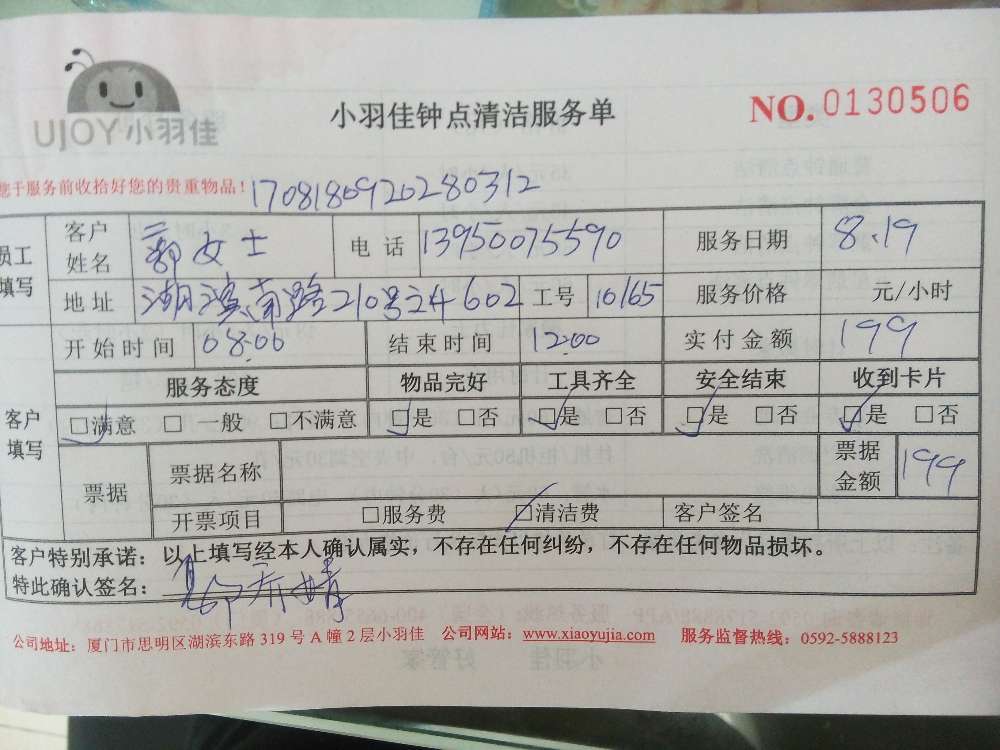 UJOY小羽佳
小羽佳钟点清洁服务单
NO.0130506
您于服务前收拾好您的贵重物品！1708180920280312
员工填写 客户姓名 郭女士 电话 13950075590 服务日期 8.19
地址 湖滨南路210号24602 工号 10165 服务价格 元/小时
开始时间 08:00 结束时间 12:00 实付金额 199
客户填写 服务态度 物品完好 工具齐全 安全结束 收到卡片
☑满意 □一般 □不满意 ☑是 □否 ☑是 □否 ☑是 □否 ☑是 □否
票据 票据名称 票据金额 199
开票项目 □服务费 ☑清洁费 客户签名
客户特别承诺：以上填写经本人确认属实，不存在任何纠纷，不存在任何物品损坏。
特此确认签名：
公司地址：厦门市思明区湖滨东路319号A幢2层小羽佳 公司网站：www.xiaoyujia.com 服务监督热线：0592-5888123